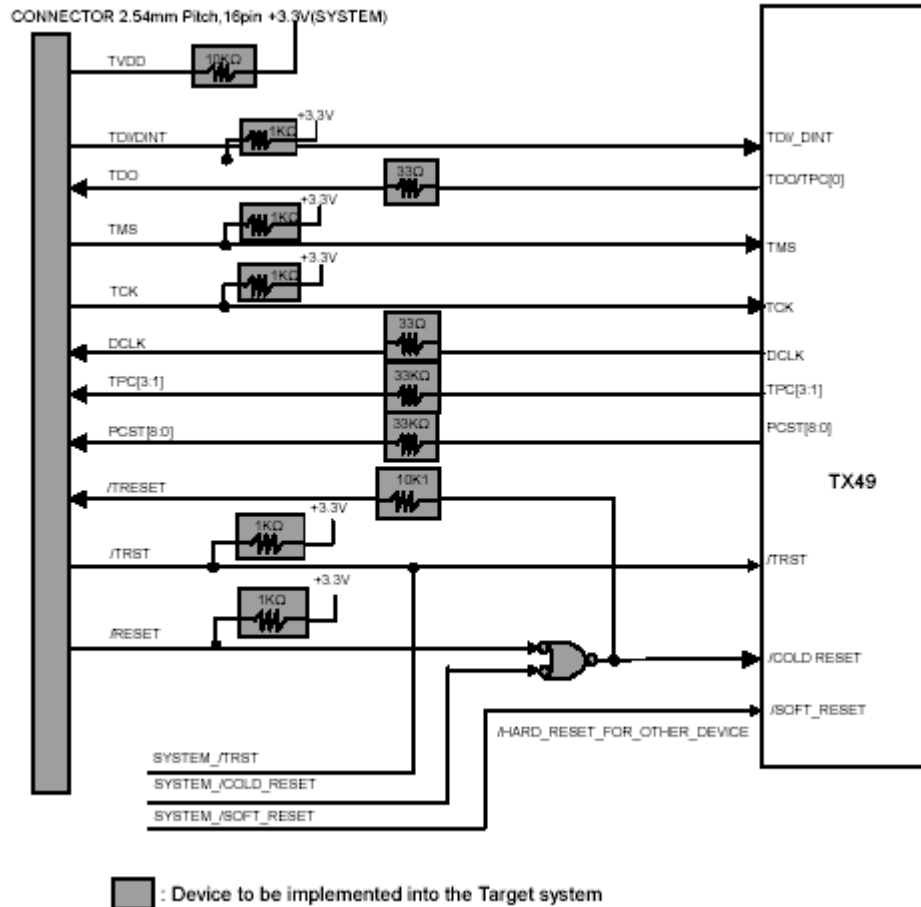 CONNECTOR 2.54mm Pitch,16pin +3.3V(SYSTEM)
TVDD
10KΩ
+3.3V
1KΩ
TDI/DINT
TDI/_DINT
TDO
33Ω
TDO/TPC[0]
+3.3V
1KΩ
TMS
TMS
+3.3V
1KΩ
TCK
TCK
33Ω
DCLK
DCLK
TPC[3:1]
33KΩ
TPC[3:1]
PCST[8:0]
33KΩ
PCST[8:0]
TX49
/TRESET
10K1
+3.3V
1KΩ
/TRST
/TRST
+3.3V
1KΩ
/RESET
/COLD RESET
/SOFT_RESET
/HARD_RESET_FOR_OTHER_DEVICE
SYSTEM_/TRST
SYSTEM_/COLD_RESET
SYSTEM_/SOFT_RESET
: Device to be implemented into the Target system